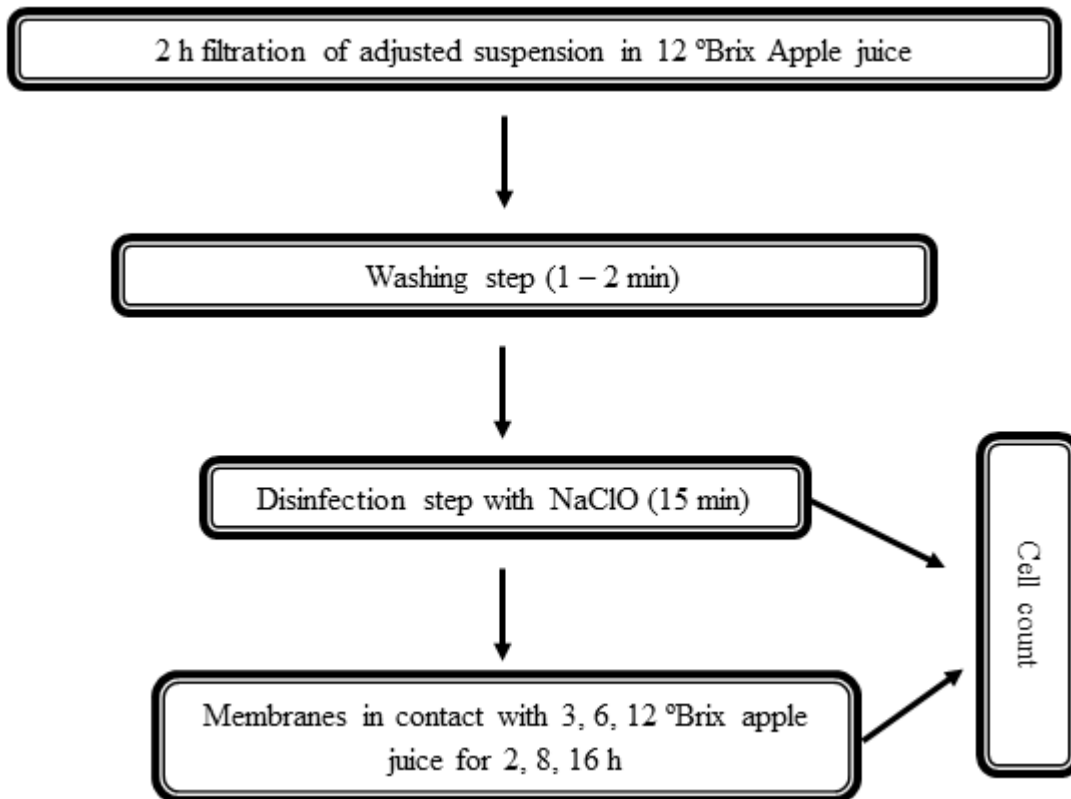 2 h filtration of adjusted suspension in 12 ºBrix Apple juice
Washing step (1 – 2 min)
Disinfection step with NaClO (15 min)
Cell count
Membranes in contact with 3, 6, 12 ºBrix apple
juice for 2, 8, 16 h